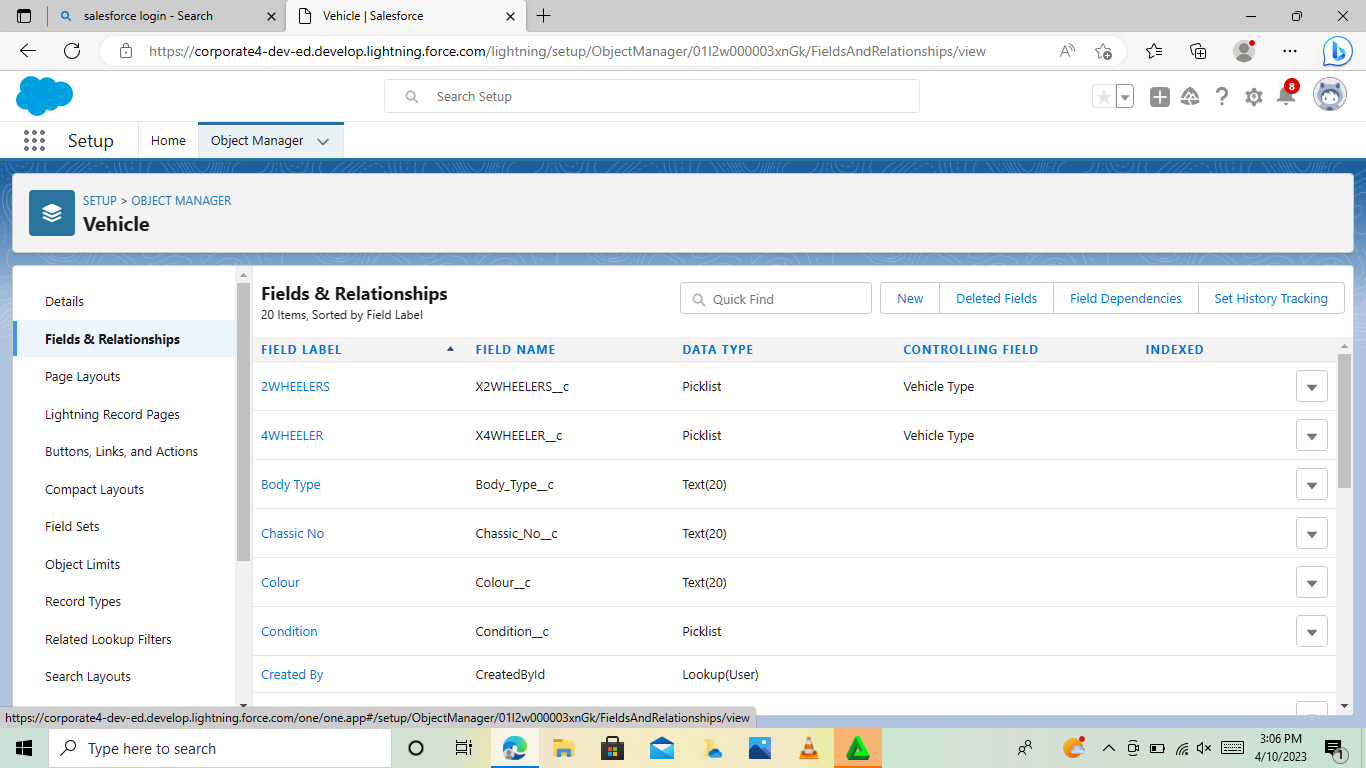 salesforce login - Search
Vehicle | Salesforce
https://corporate4-dev-ed.develop.lightning.force.com/lightning/setup/ObjectManager/01I2w000003xnGk/FieldsAndRelationships/view
Search Setup
8
Setup
Home
Object Manager
SETUP > OBJECT MANAGER
Vehicle
Details
Fields & Relationships
Page Layouts
Lightning Record Pages
Buttons, Links, and Actions
Compact Layouts
Field Sets
Object Limits
Record Types
Related Lookup Filters
Search Layouts
Fields & Relationships
20 Items, Sorted by Field Label
Quick Find
New
Deleted Fields
Field Dependencies
Set History Tracking
FIELD LABEL FIELD NAME DATA TYPE CONTROLLING FIELD INDEXED
2WHEELERS X2WHEELERS__c Picklist Vehicle Type
4WHEELER X4WHEELER__c Picklist Vehicle Type
Body Type Body_Type__c Text(20)
Chassic No Chassic_No__c Text(20)
Colour Colour__c Text(20)
Condition Condition__c Picklist
Created By CreatedById Lookup(User)
https://corporate4-dev-ed.develop.lightning.force.com/one/one.app#/setup/ObjectManager/01I2w000003xnGk/FieldsAndRelationships/view
Type here to search
3:06 PM
4/10/2023
1